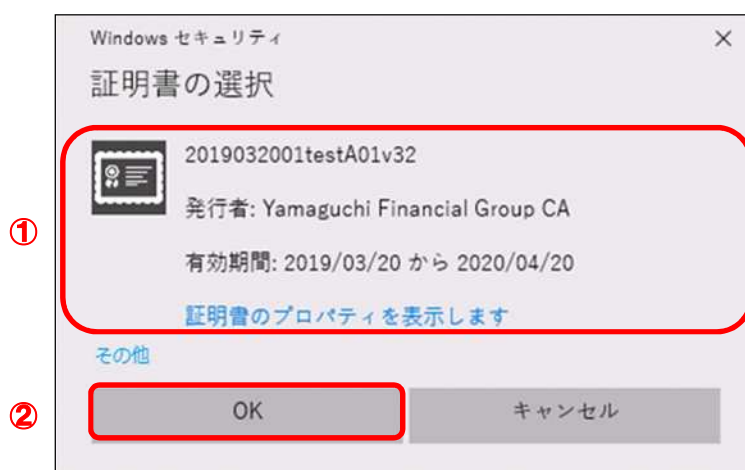 Windows セキュリティ
証明書の選択
①
2019032001testA01v32
発行者: Yamaguchi Financial Group CA
有効期間: 2019/03/20 から 2020/04/20
証明書のプロパティを表示します
その他
②
OK
キャンセル